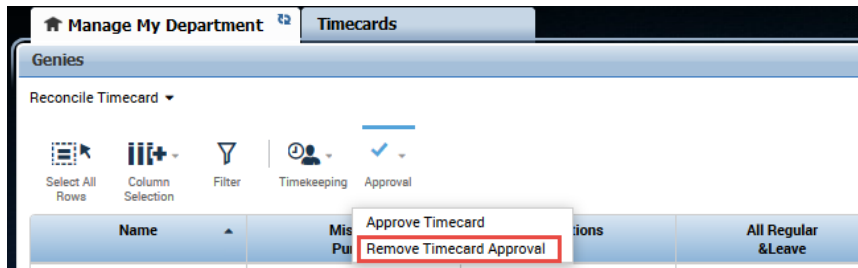 Manage My Department Timecards
Genies
Reconcile Timecard
Select All Rows
Column Selection
Filter
Timekeeping
Approval
Approve Timecard
Remove Timecard Approval
Name
All Regular
&Leave